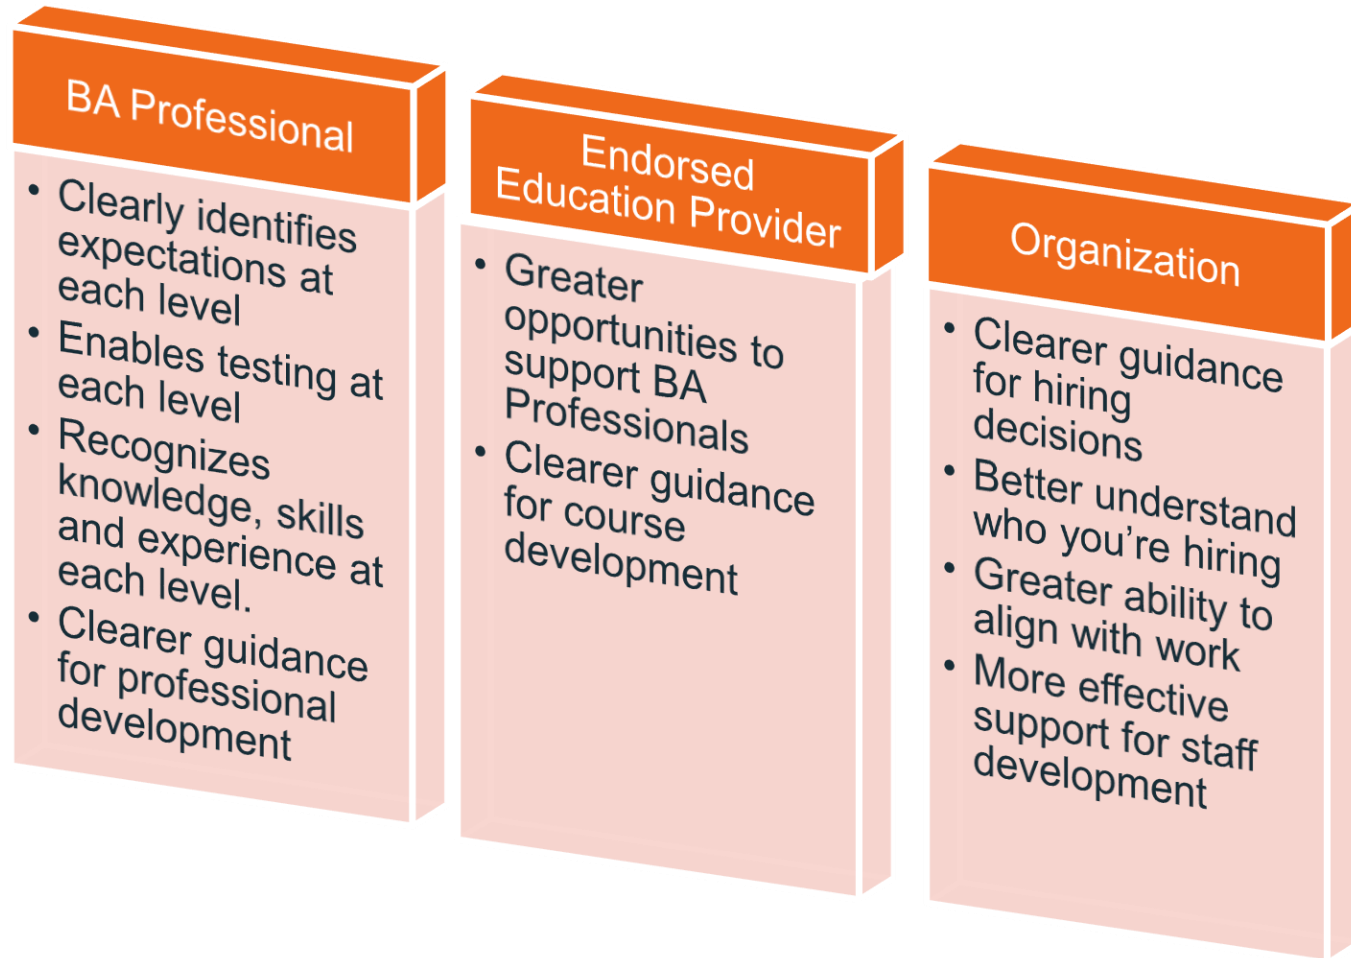 BA Professional
• Clearly identifies
expectations at
each level
• Enables testing at
each level
• Recognizes
knowledge, skills
and experience at
each level.
• Clearer guidance
for professional
development
Endorsed
Education Provider
• Greater
opportunities to
support BA
Professionals
• Clearer guidance
for course
development
Organization
• Clearer guidance
for hiring
decisions
• Better understand
who you’re hiring
• Greater ability to
align with work
• More effective
support for staff
development